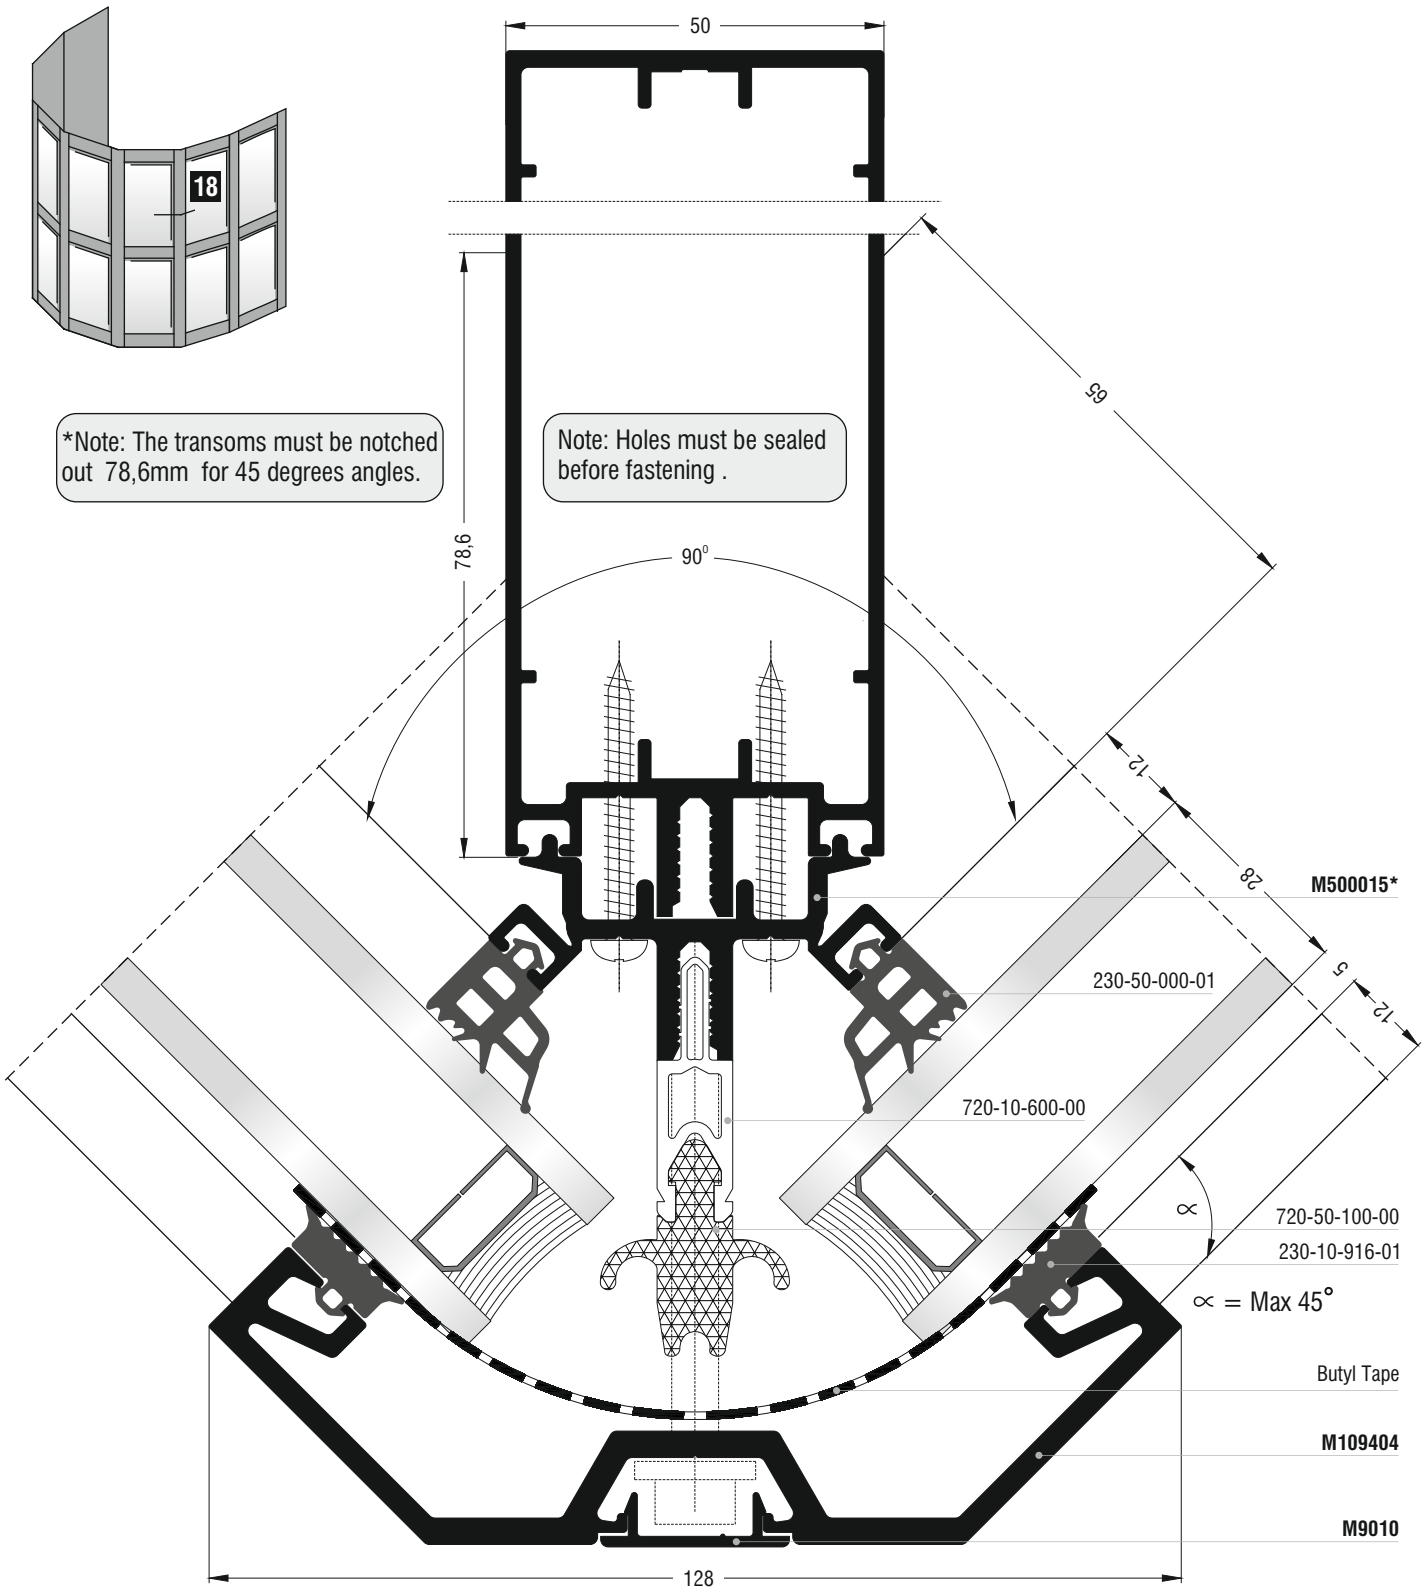 50
18
65
*Note: The transoms must be notched
out 78,6mm for 45 degrees angles.
Note: Holes must be sealed
before fastening .
78,6
90⁰
12
28
M500015*
5
230-50-000-01
12
720-10-600-00
∝
720-50-100-00
230-10-916-01
∝ = Max 45°
Butyl Tape
M109404
M9010
128